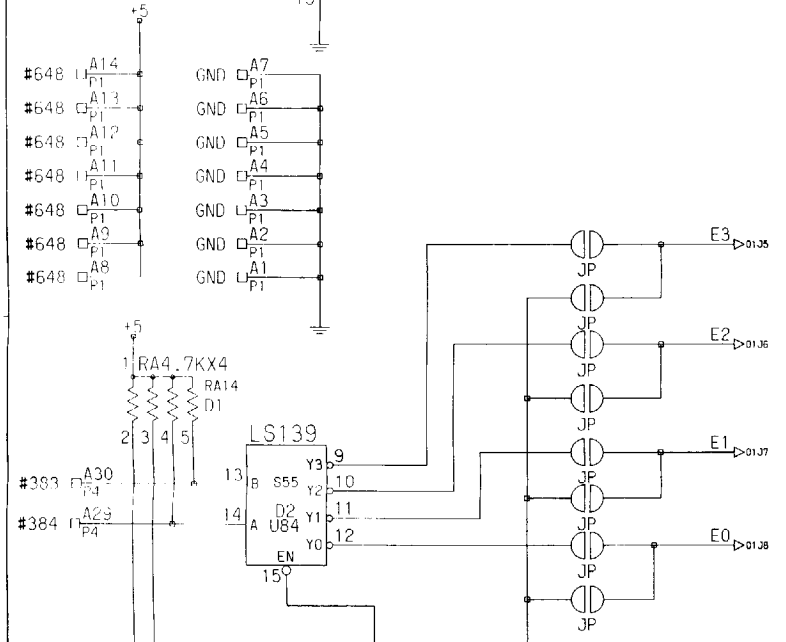 +5
#648 A14 P1
GND A7 P1
#648 A13 P1
GND A6 P1
#648 A12 P1
GND A5 P1
#648 A11 P1
GND A4 P1
#648 A10 P1
GND A3 P1
#648 A9 P1
GND A2 P1
#648 A8 P1
GND A1 P1
JP
E3 01J5
JP
JP
E2 01J6
JP
JP
E1 01J7
JP
JP
E0 01J8
JP
+5
1 RA4.7KX4
RA14
D1
2 3 4 5
LS139
#383 A30 P4
#384 A29 P4
13 B S55 Y3 9
Y2 10
14 A D2 Y1 11
U84
Y0 12
EN
15